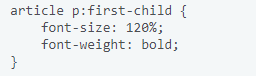 article p:first-child {
    font-size: 120%;
    font-weight: bold;
}